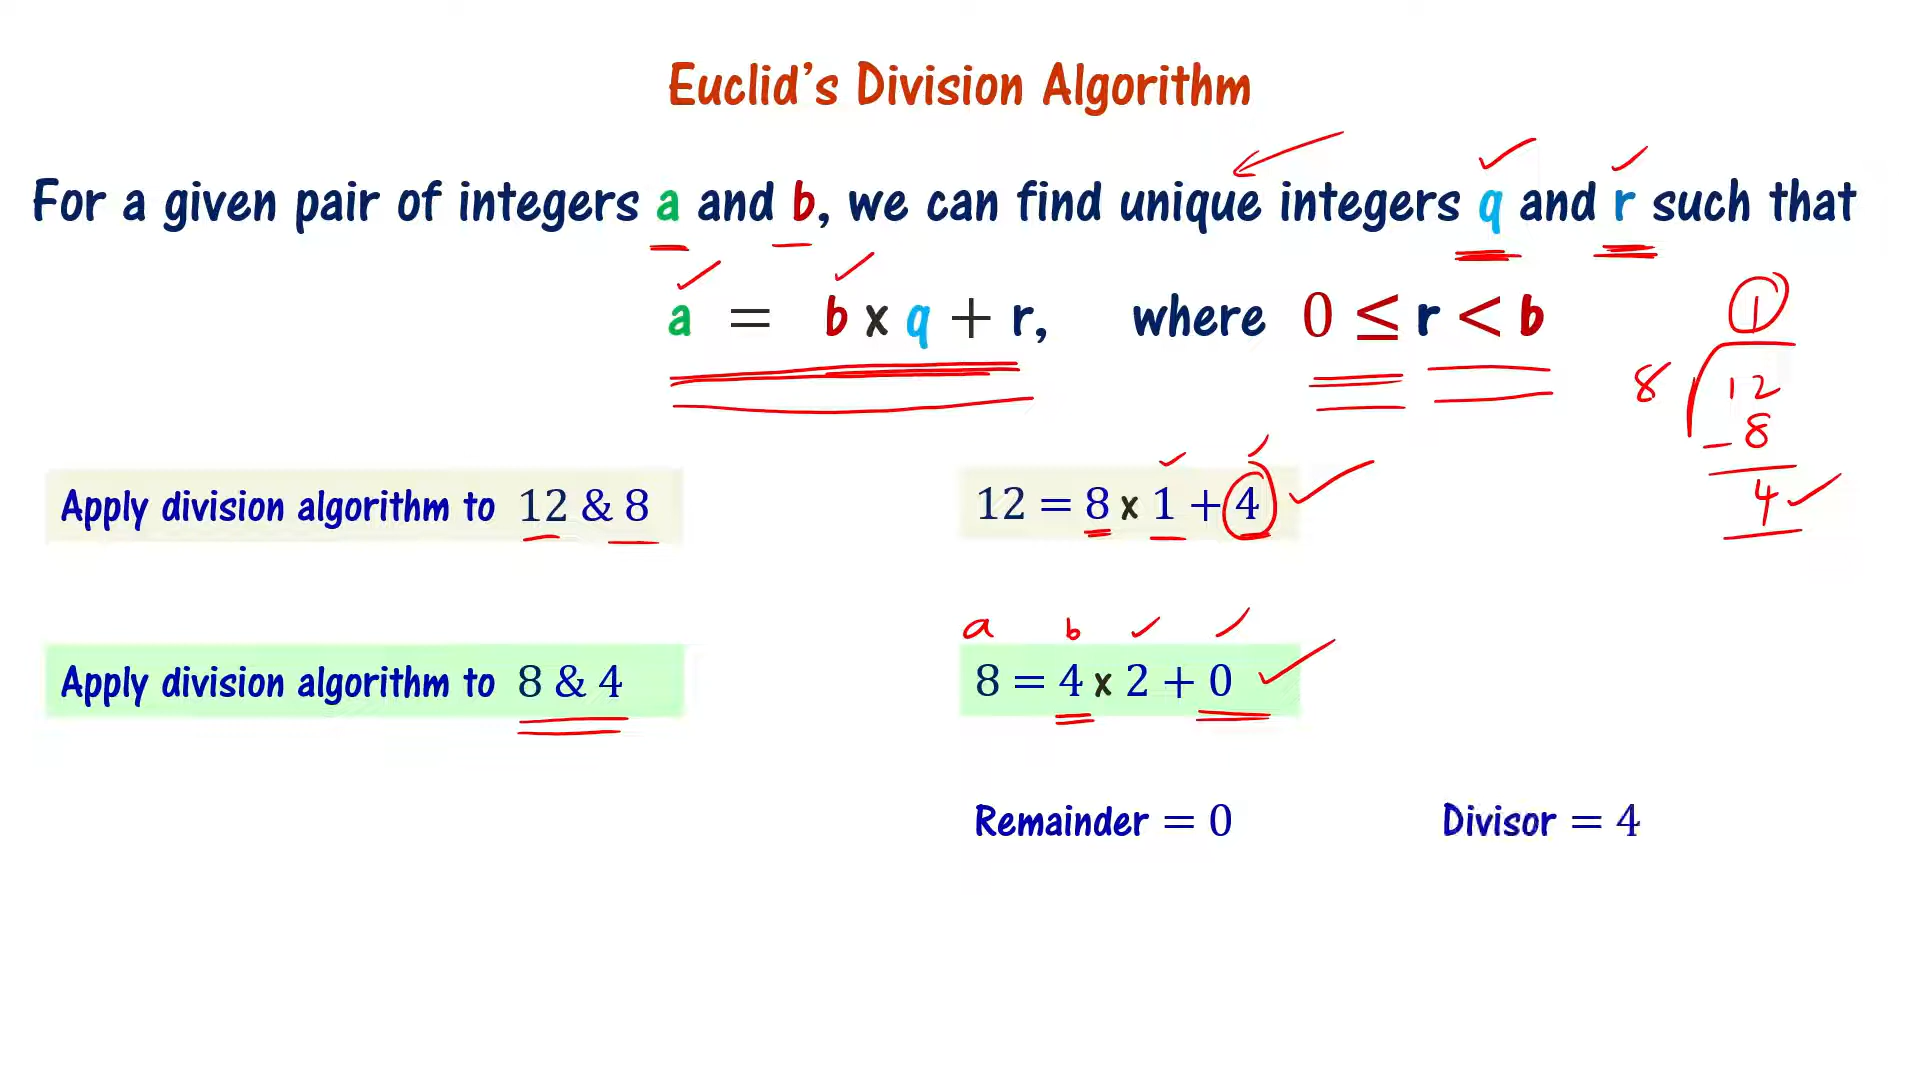 Euclid's Division Algorithm
For a given pair of integers a and b, we can find unique integers q and r such that
a = b x q + r, where 0 ≤ r < b
1
8 12
- 8
4
Apply division algorithm to 12 & 8
12 = 8 x 1 + 4
a b
Apply division algorithm to 8 & 4
8 = 4 x 2 + 0
Remainder = 0
Divisor = 4